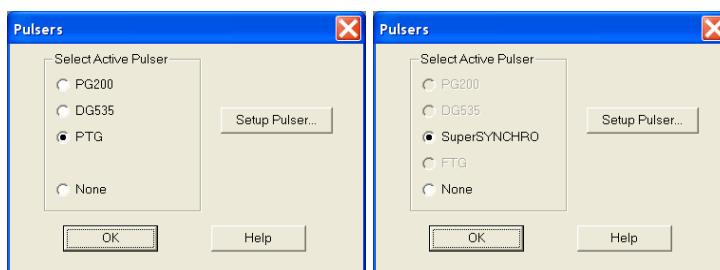 Pulsers
Select Active Pulser
PG200
DG535
PTG
None
Setup Pulser...
OK
Help
Pulsers
Select Active Pulser
PG200
DG535
SuperSYNCHRO
FTG
None
Setup Pulser...
OK
Help